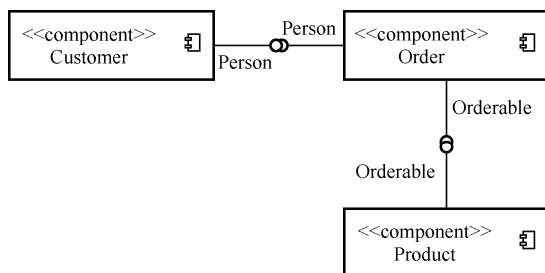 <<component>>
Customer
Person
Person
<<component>>
Order
Orderable
Orderable
<<component>>
Product